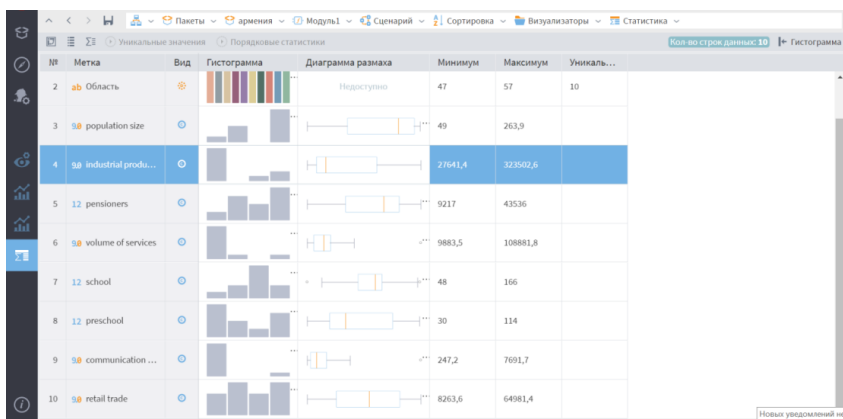 Пакеты армения Модуль1 Сценарий Сортировка Визуализаторы Статистика
Уникальные значения Порядковые статистики Кол-во строк данных: 10 Гистограмма
№ Метка Вид Гистограмма Диаграмма размаха Минимум Максимум Уникаль...
2 ab Область Недоступно 47 57 10
3 9.0 population size 49 263,9
4 9.0 industrial produ... 27641,4 323502,6
5 12 pensioners 9217 43536
6 9.0 volume of services 9883,5 108881,8
7 12 school 48 166
8 12 preschool 30 114
9 9.0 communication ... 247,2 7691,7
10 9.0 retail trade 8263,6 64981,4
Новых уведомлений не